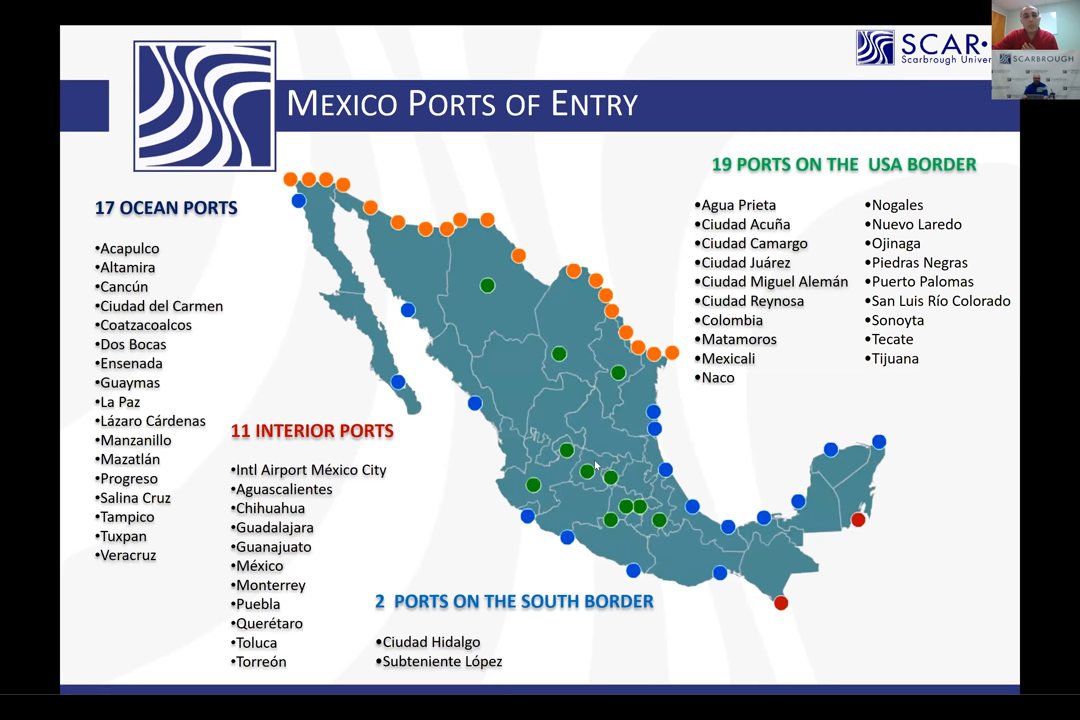 SCAR•
Scarbrough Univer
SCARBROUGH
MEXICO PORTS OF ENTRY
17 OCEAN PORTS
•Acapulco
•Altamira
•Cancún
•Ciudad del Carmen
•Coatzacoalcos
•Dos Bocas
•Ensenada
•Guaymas
•La Paz
•Lázaro Cárdenas
•Manzanillo
•Mazatlán
•Progreso
•Salina Cruz
•Tampico
•Tuxpan
•Veracruz
11 INTERIOR PORTS
•Intl Airport México City
•Aguascalientes
•Chihuahua
•Guadalajara
•Guanajuato
•México
•Monterrey
•Puebla
•Querétaro
•Toluca
•Torreón
2 PORTS ON THE SOUTH BORDER
•Ciudad Hidalgo
•Subteniente López
19 PORTS ON THE USA BORDER
•Agua Prieta
•Ciudad Acuña
•Ciudad Camargo
•Ciudad Juárez
•Ciudad Miguel Alemán
•Ciudad Reynosa
•Colombia
•Matamoros
•Mexicali
•Naco
•Nogales
•Nuevo Laredo
•Ojinaga
•Piedras Negras
•Puerto Palomas
•San Luis Río Colorado
•Sonoyta
•Tecate
•Tijuana